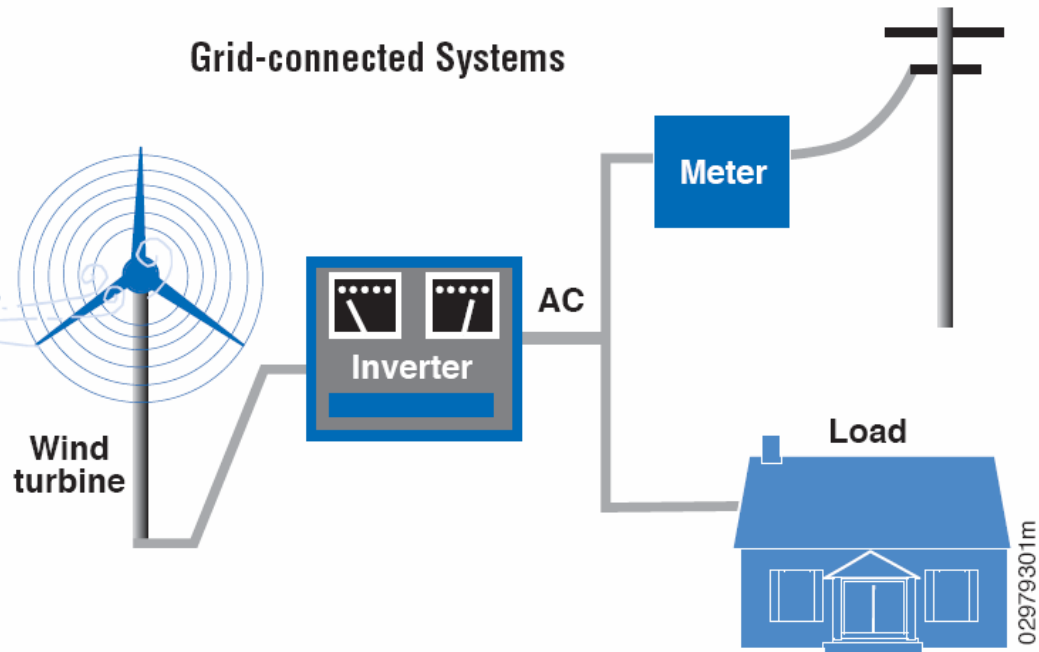 Grid-connected Systems
Meter
AC
Inverter
Wind
turbine
Load
02979301m